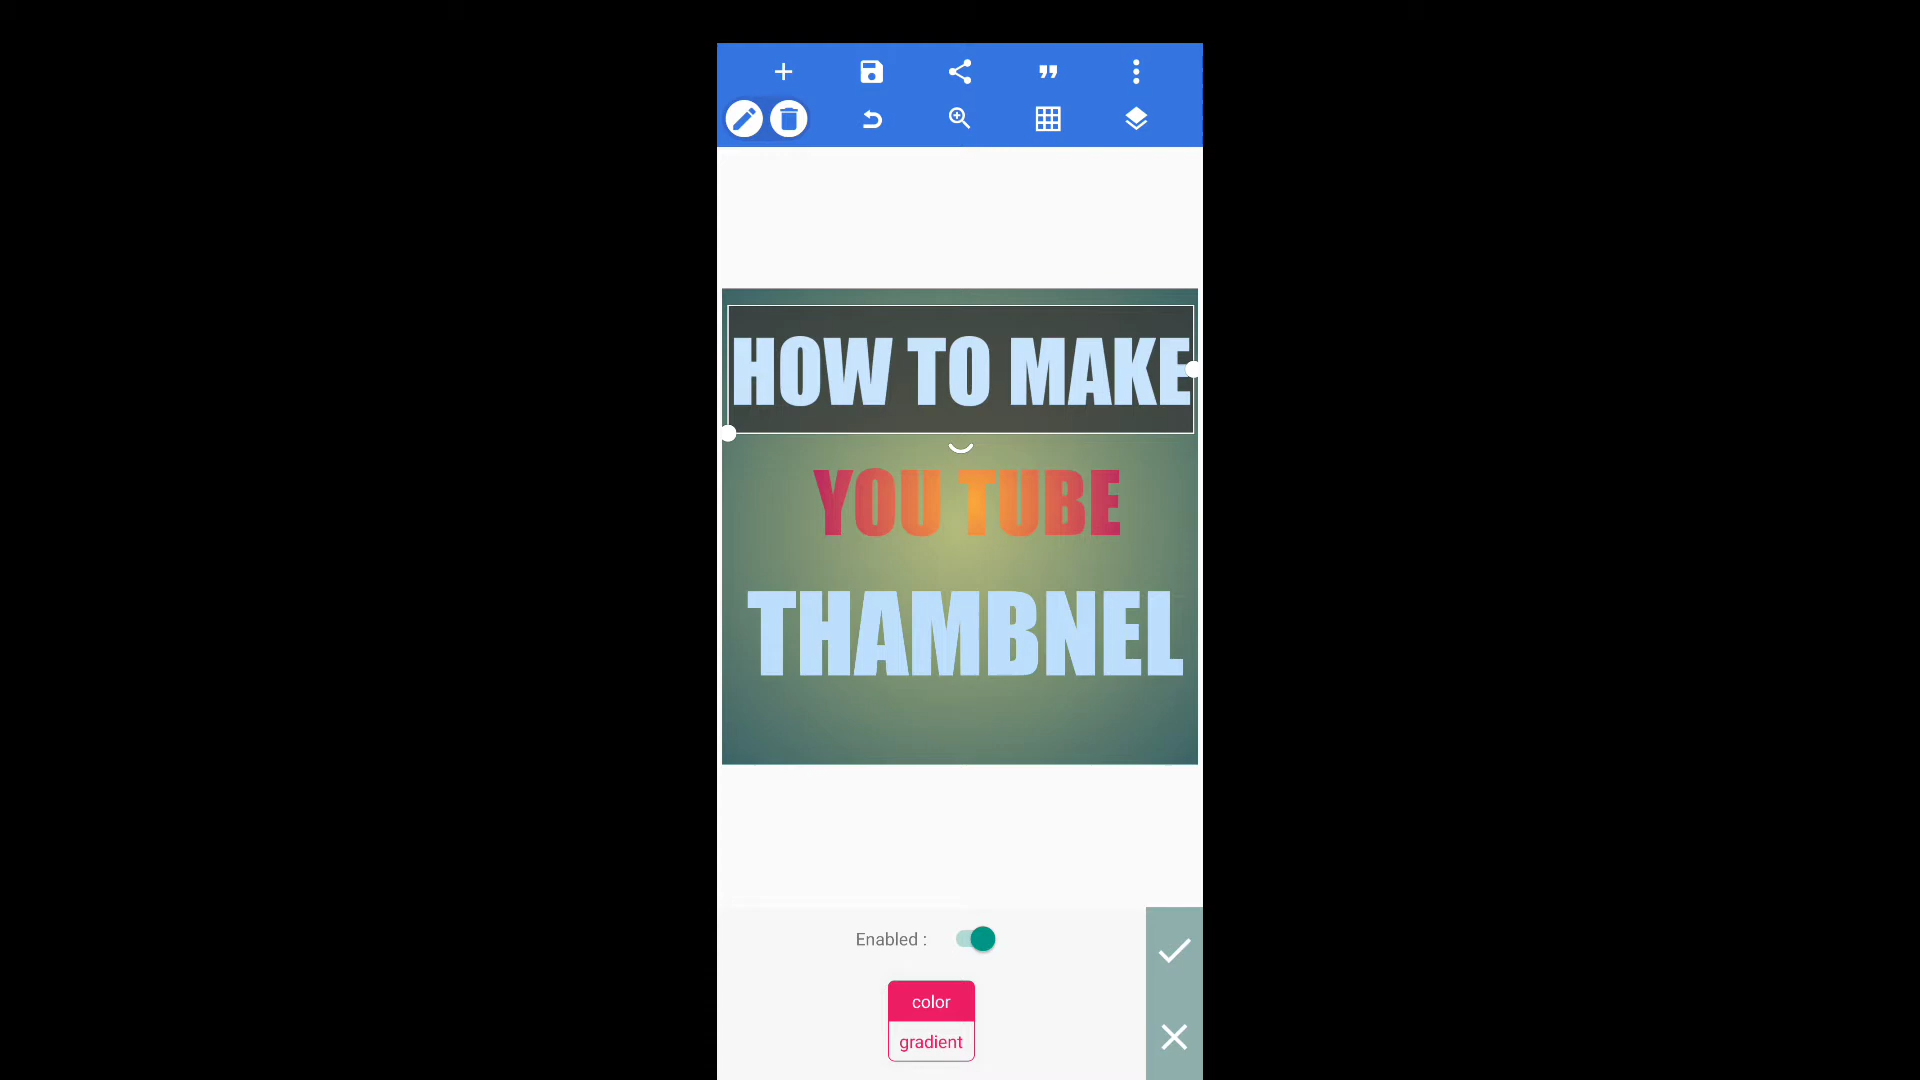 HOW TO MAKE
YOU TUBE
THAMBNEL
Enabled :
color
gradient